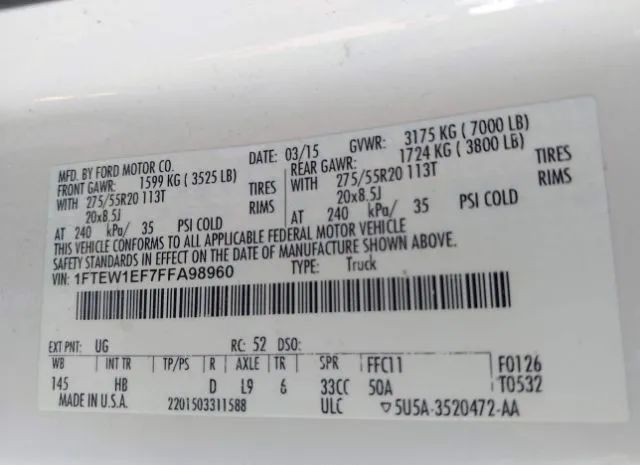 MFD. BY FORD MOTOR CO.
DATE: 03/15
GVWR: 3175 KG ( 7000 LB)
FRONT GAWR: 1599 KG ( 3525 LB)
REAR GAWR: 1724 KG ( 3800 LB)
WITH 275/55R20 113T TIRES
WITH 275/55R20 113T TIRES
20x8.5J RIMS
20x8.5J RIMS
AT 240 kPa/ 35 PSI COLD
AT 240 kPa/ 35 PSI COLD
THIS VEHICLE CONFORMS TO ALL APPLICABLE FEDERAL MOTOR VEHICLE
SAFETY STANDARDS IN EFFECT ON THE DATE OF MANUFACTURE SHOWN ABOVE.
VIN: 1FTEW1EF7FFA98960
TYPE: Truck
EXT PNT: UG RC: 52 DSO:
WB INT TR TP/PS R AXLE TR SPR FFC11 F0126
145 HB D L9 6 33CC 50A T0532
MADE IN U.S.A. 2201503311588 ULC ▽5U5A-3520472-AA